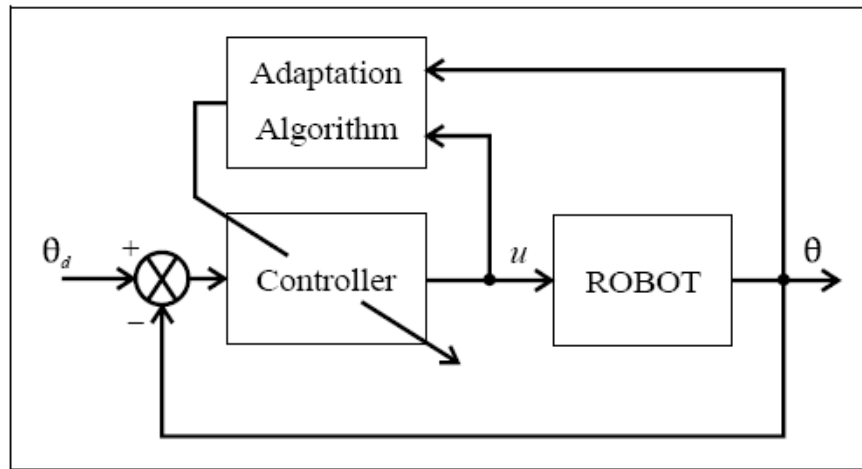 Adaptation
Algorithm
θd
+
−
Controller
u
ROBOT
θ